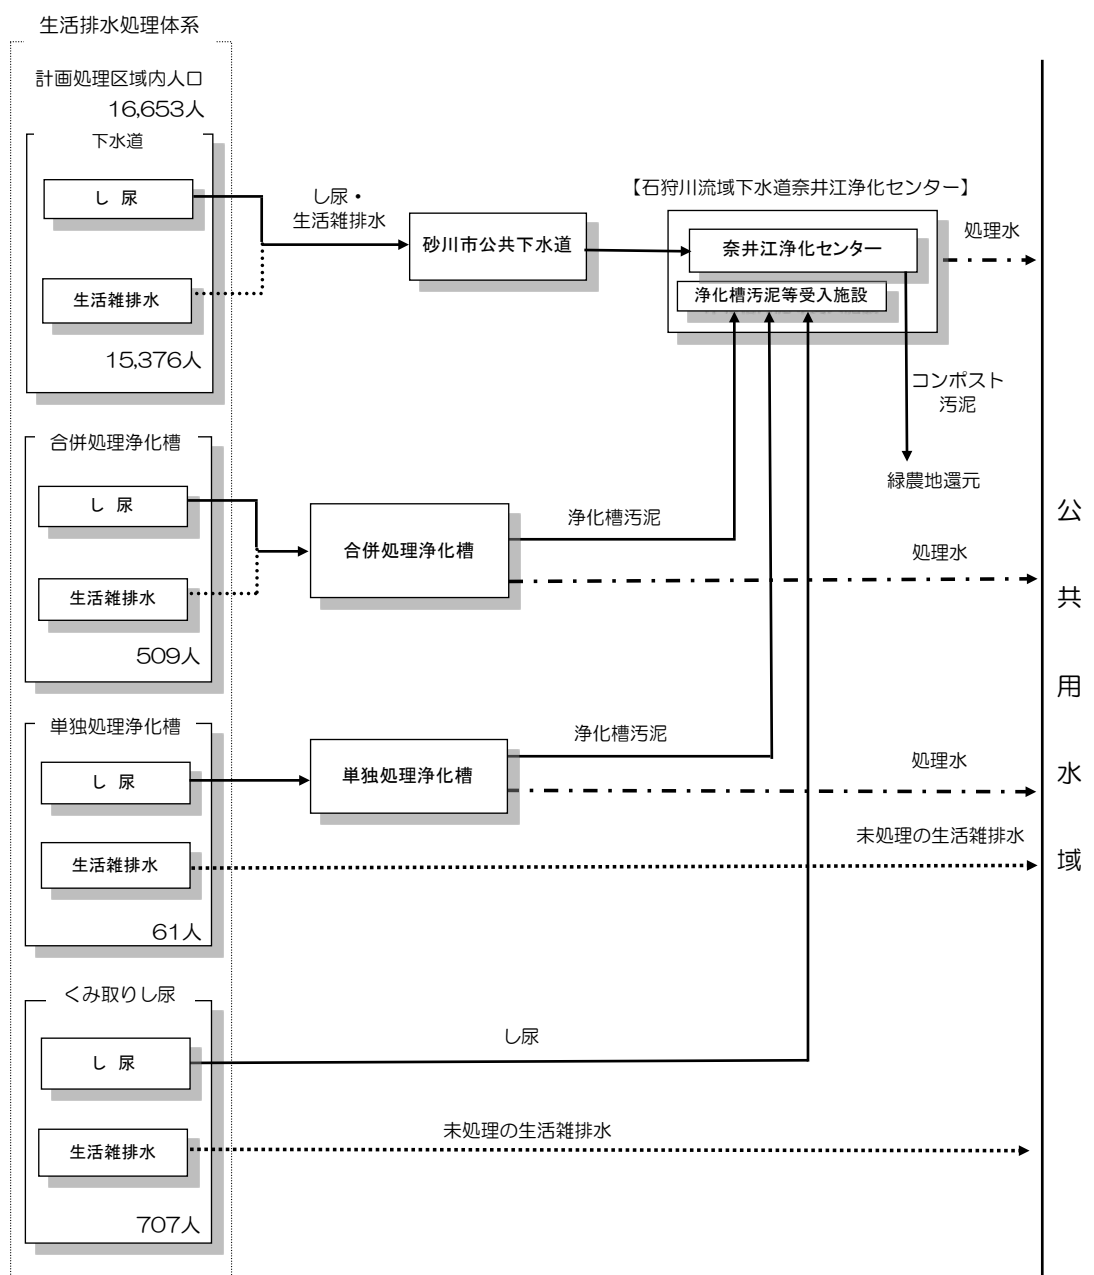 生活排水処理体系
計画処理区域内人口
16,653人
下水道
し 尿
生活雑排水
15,376人
し尿・
生活雑排水
砂川市公共下水道
【石狩川流域下水道奈井江浄化センター】
奈井江浄化センター
浄化槽汚泥等受入施設
処理水
コンポスト
汚泥
緑農地還元
合併処理浄化槽
し 尿
生活雑排水
509人
合併処理浄化槽
浄化槽汚泥
処理水
単独処理浄化槽
し 尿
生活雑排水
61人
単独処理浄化槽
浄化槽汚泥
処理水
未処理の生活雑排水
くみ取りし尿
し 尿
生活雑排水
707人
し尿
未処理の生活雑排水
公共用水域